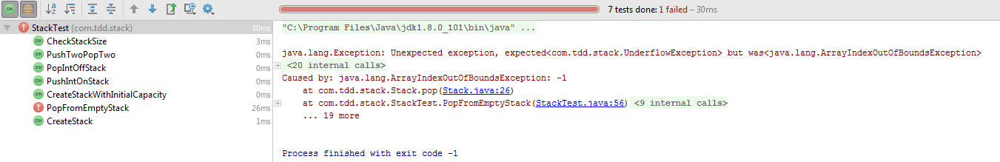 7 tests done: 1 failed – 30ms
StackTest (com.tdd.stack) 30ms
CheckStackSize 3ms
PushTwoPopTwo 0ms
PopIntOffStack 0ms
PushIntOnStack 0ms
CreateStackWithInitialCapacity 0ms
PopFromEmptyStack 26ms
CreateStack 1ms
"C:\Program Files\Java\jdk1.8.0_101\bin\java" ...
java.lang.Exception: Unexpected exception, expected<com.tdd.stack.UnderflowException> but was<java.lang.ArrayIndexOutOfBoundsException>
<20 internal calls>
Caused by: java.lang.ArrayIndexOutOfBoundsException: -1
at com.tdd.stack.Stack.pop(Stack.java:26)
at com.tdd.stack.StackTest.PopFromEmptyStack(StackTest.java:56) <9 internal calls>
... 19 more
Process finished with exit code -1